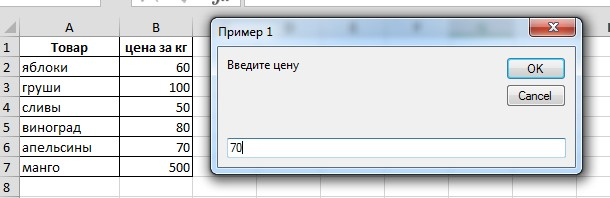 A B
1 Товар цена за кг
2 яблоки 60
3 груши 100
4 сливы 50
5 виноград 80
6 апельсины 70
7 манго 500
8
Пример 1
Введите цену
OK
Cancel
70